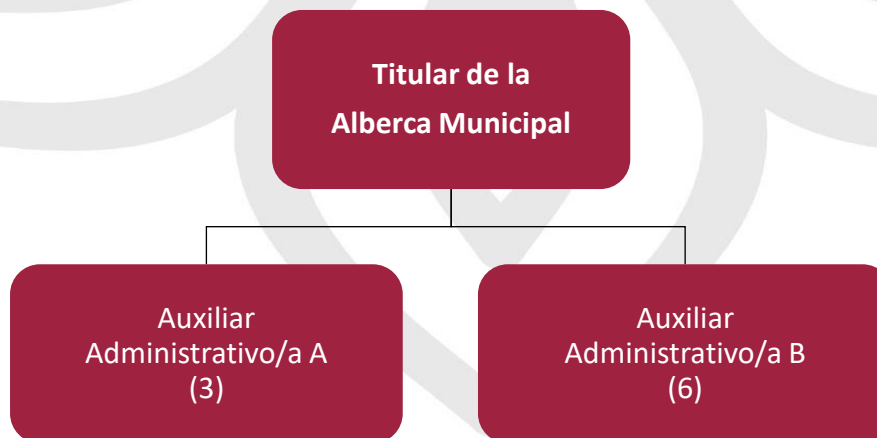 Titular de la
Alberca Municipal
Auxiliar
Administrativo/a A
(3)
Auxiliar
Administrativo/a B
(6)